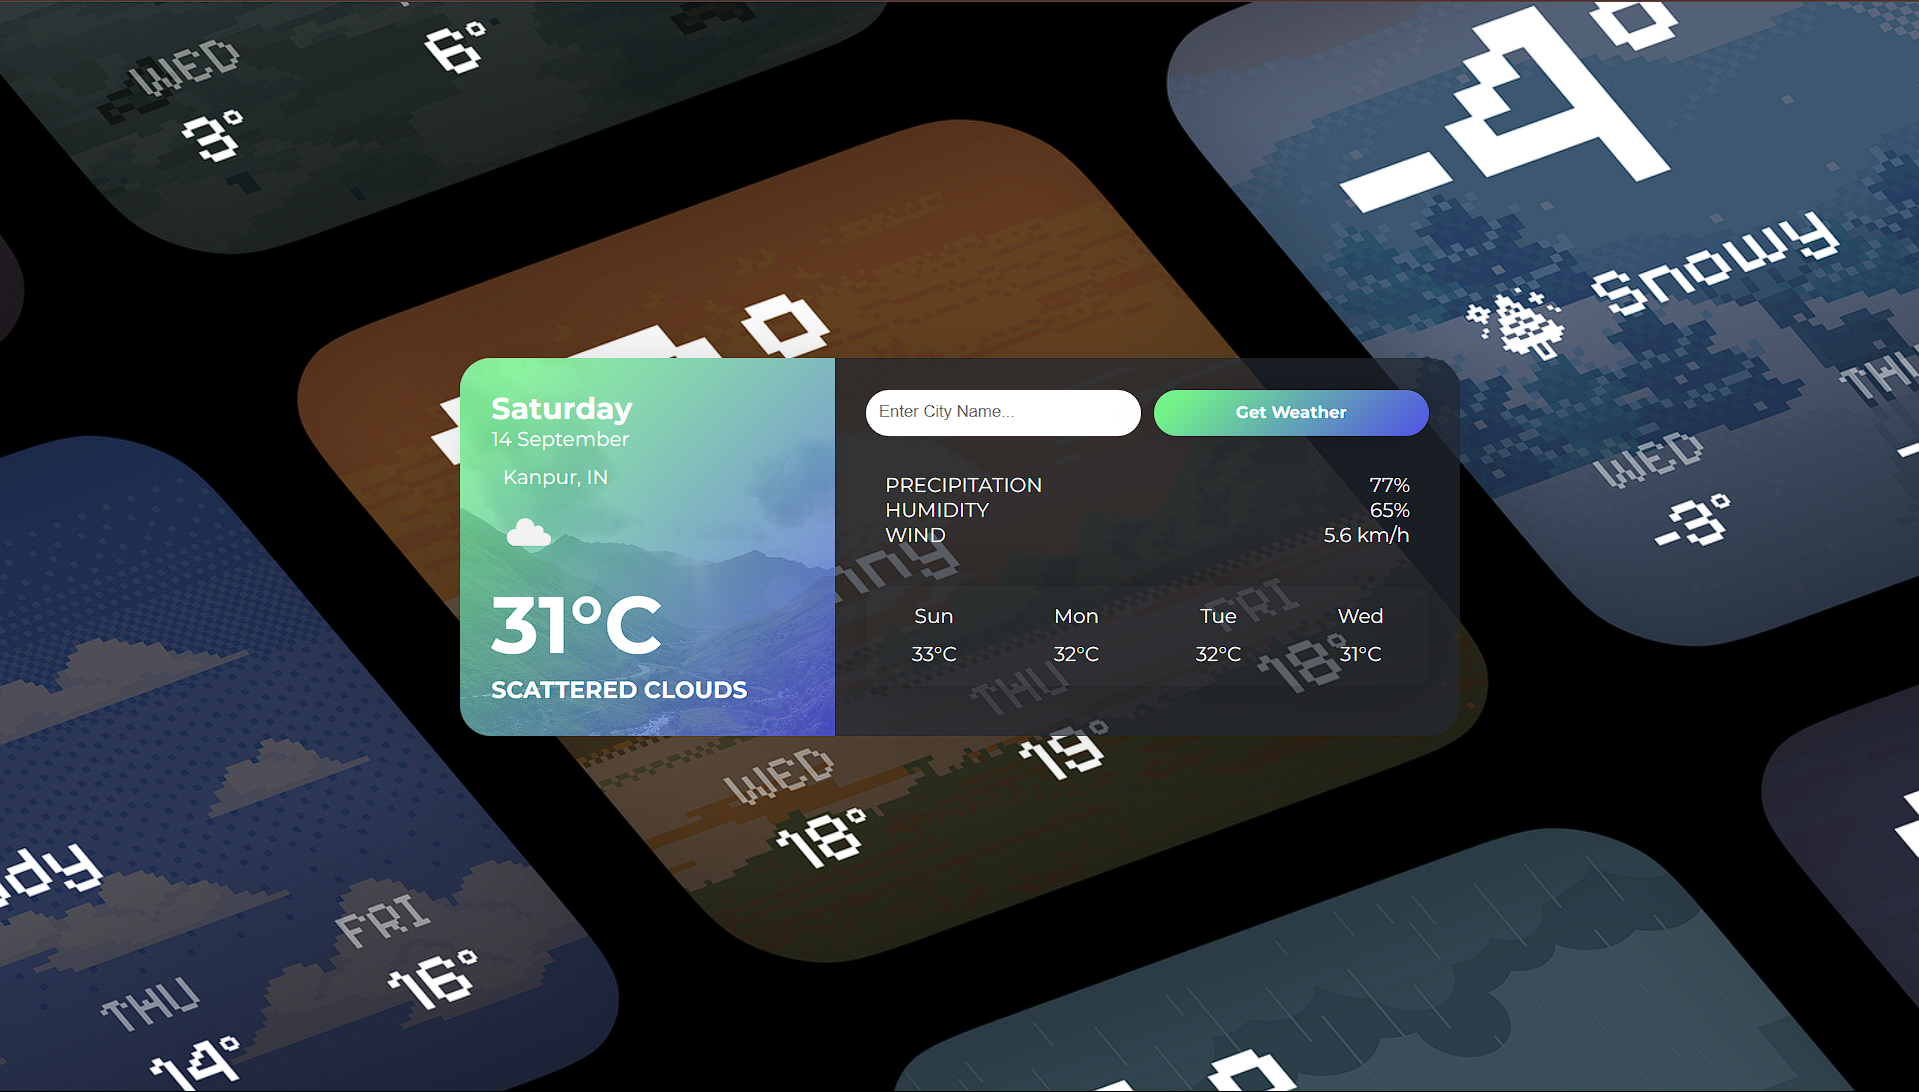 WED
6°
3°
-4°
Snowy
THU
WED
-3°
Saturday
14 September
Kanpur, IN
31°C
SCATTERED CLOUDS
Enter City Name...
Get Weather
PRECIPITATION 77%
HUMIDITY 65%
WIND 5.6 km/h
Sun Mon Tue Wed
33°C 32°C 32°C 31°C
nny
FRI
18°
THU
19°
WED
18°
dy
FRI
16°
THU
14°